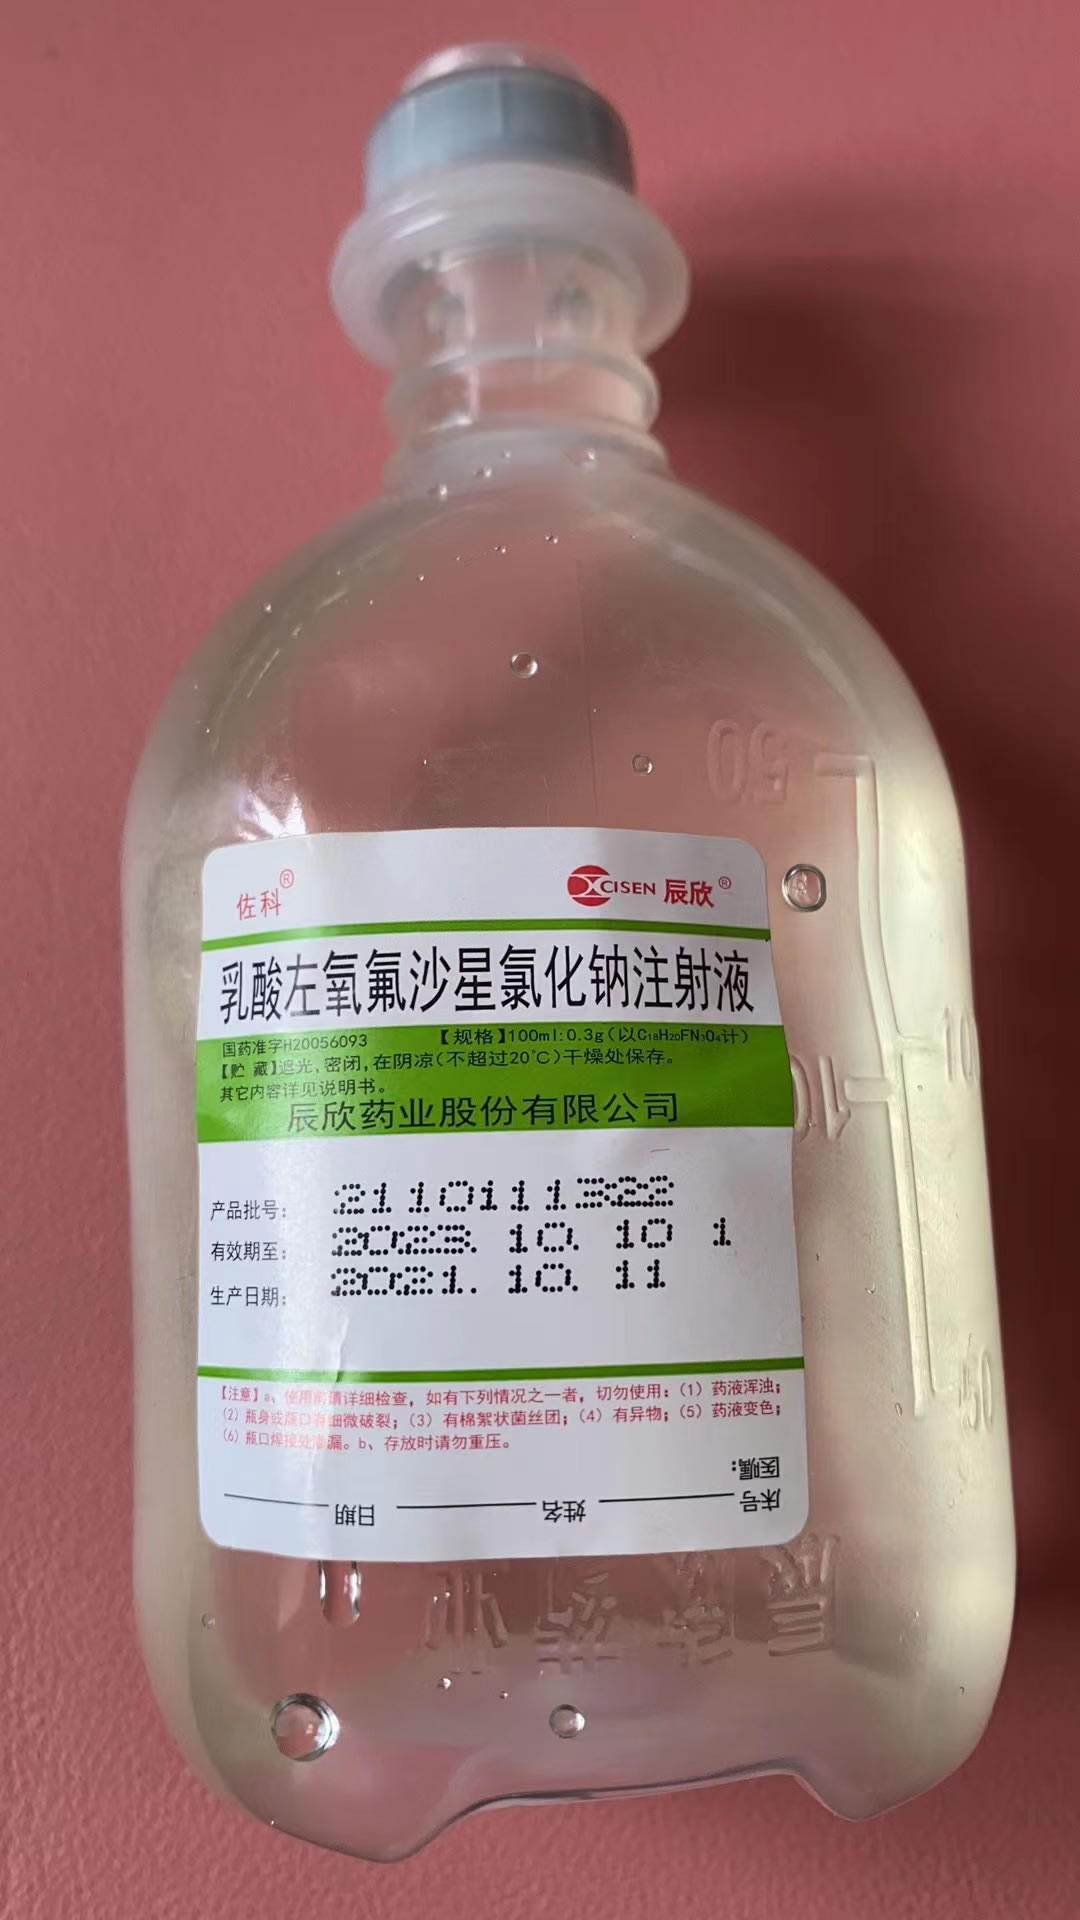 佐科®
CISEN 辰欣®
乳酸左氧氟沙星氯化钠注射液
国药准字H20056093 【规格】100ml:0.3g(以C₁₈H₂₀FN₃O₄计)
【贮 藏】遮光,密闭,在阴凉(不超过20℃)干燥处保存。
其它内容详见说明书。
辰欣药业股份有限公司
产品批号: 2110111322
有效期至: 2023. 10. 10 1
生产日期: 2021. 10. 11
【注意】a、使用前请详细检查,如有下列情况之一者,切勿使用:(1)药液浑浊;
(2)瓶身或瓶口有细微破裂;(3)有棉絮状菌丝团;(4)有异物;(5)药液变色;
(6)瓶口焊接处渗漏。b、存放时请勿重压。
医嘱:
床号 姓名 日期
50
100
10
50
辰欣药业